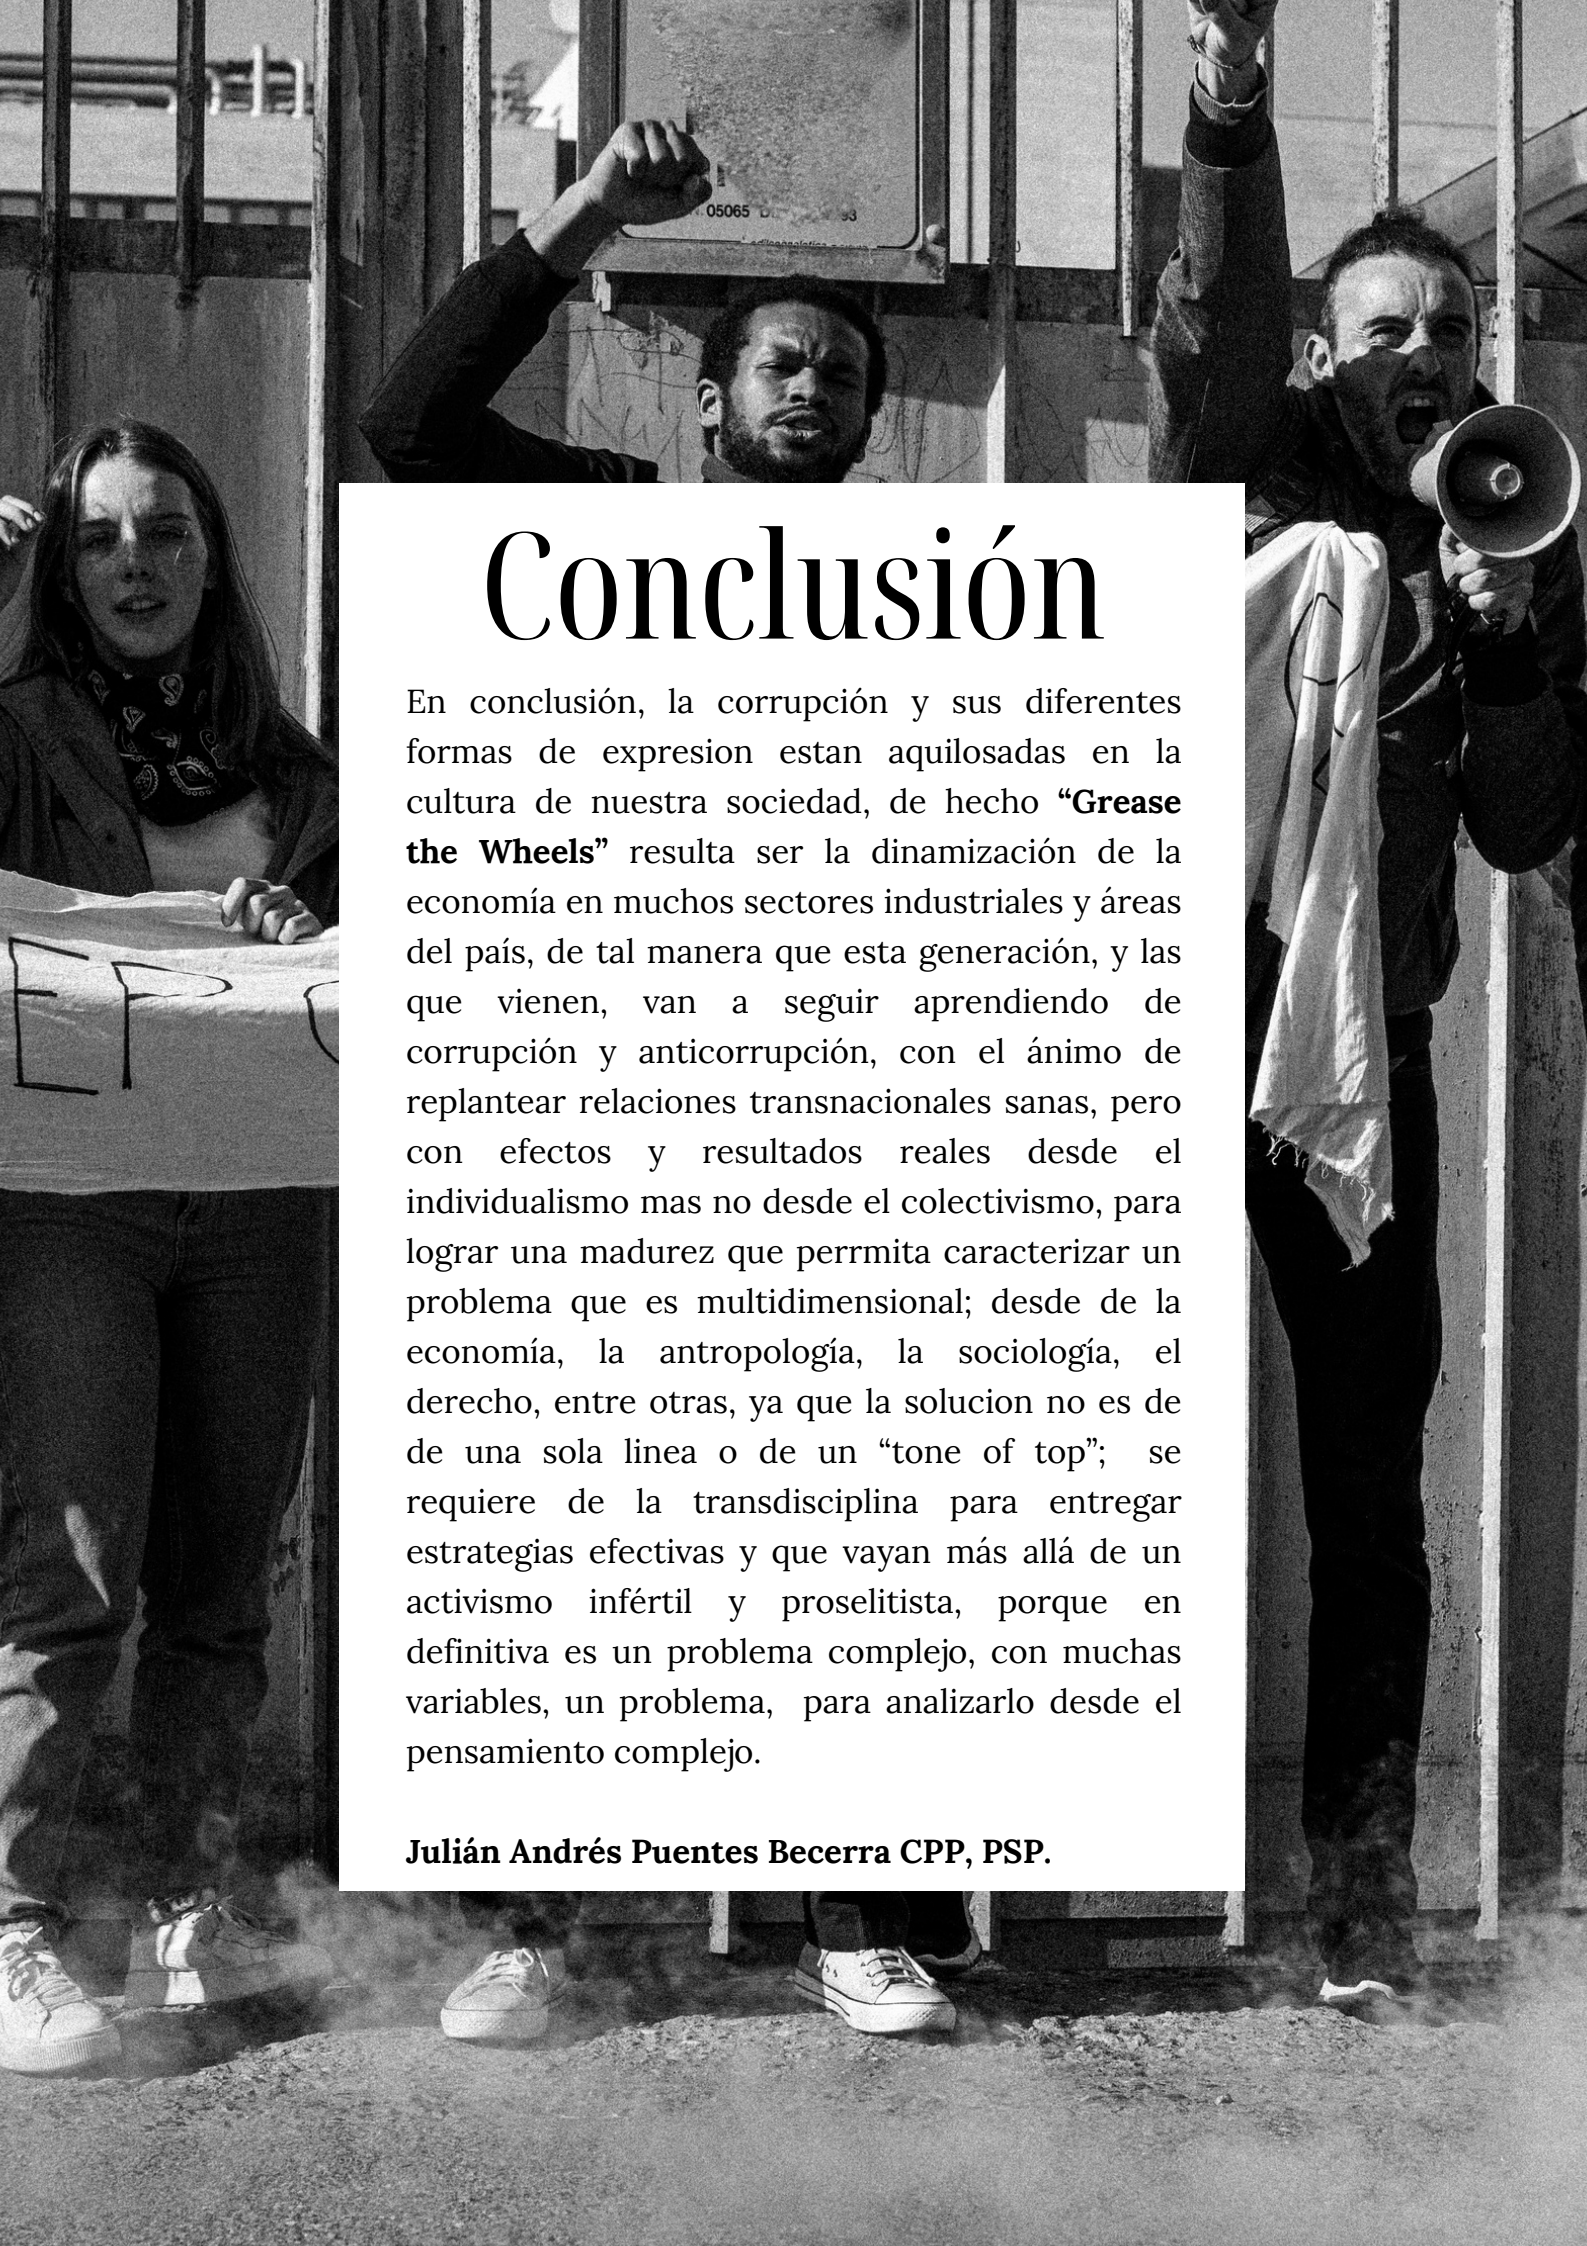 05065
93
Conclusión
En conclusión, la corrupción y sus diferentes
formas de expresion estan aquilosadas en la
cultura de nuestra sociedad, de hecho “Grease
the Wheels” resulta ser la dinamización de la
economía en muchos sectores industriales y áreas
del país, de tal manera que esta generación, y las
que vienen, van a seguir aprendiendo de
corrupción y anticorrupción, con el ánimo de
replantear relaciones transnacionales sanas, pero
con efectos y resultados reales desde el
individualismo mas no desde el colectivismo, para
lograr una madurez que perrmita caracterizar un
problema que es multidimensional; desde de la
economía, la antropología, la sociología, el
derecho, entre otras, ya que la solucion no es de
de una sola linea o de un “tone of top”; se
requiere de la transdisciplina para entregar
estrategias efectivas y que vayan más allá de un
activismo infértil y proselitista, porque en
definitiva es un problema complejo, con muchas
variables, un problema, para analizarlo desde el
pensamiento complejo.
Julián Andrés Puentes Becerra CPP, PSP.
EP